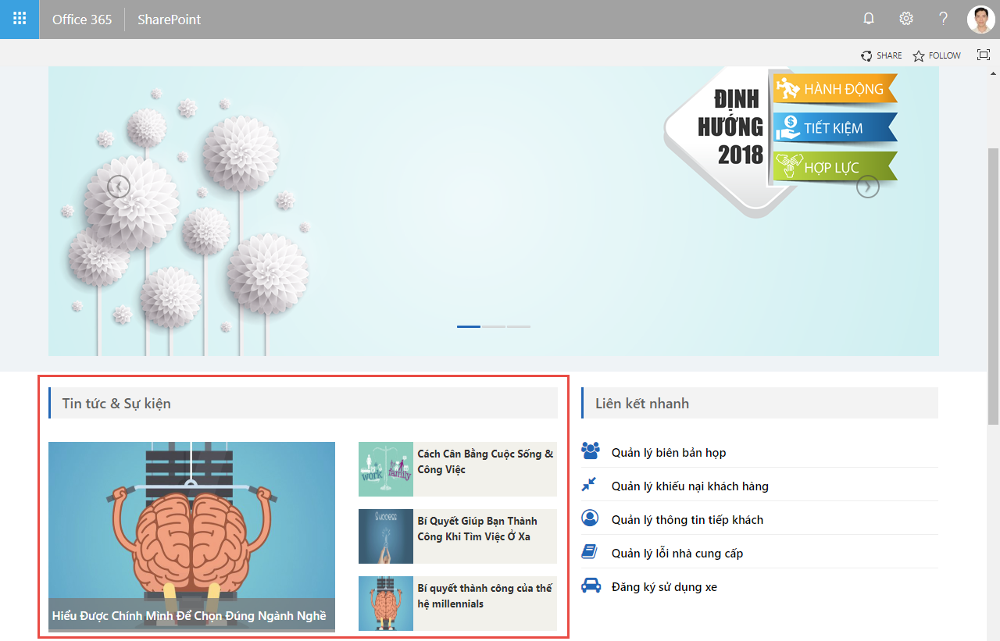 Office 365
SharePoint
SHARE
FOLLOW
ĐỊNH
HƯỚNG
2018
HÀNH ĐỘNG
TIẾT KIỆM
HỢP LỰC
Tin tức & Sự kiện
Hiểu Được Chính Mình Để Chọn Đúng Ngành Nghề
work
family
Cách Cân Bằng Cuộc Sống &
Công Việc
Success
Bí Quyết Giúp Bạn Thành
Công Khi Tìm Việc Ở Xa
Bí quyết thành công của thế
hệ millennials
Liên kết nhanh
Quản lý biên bản họp
Quản lý khiếu nại khách hàng
Quản lý thông tin tiếp khách
Quản lý lỗi nhà cung cấp
Đăng ký sử dụng xe